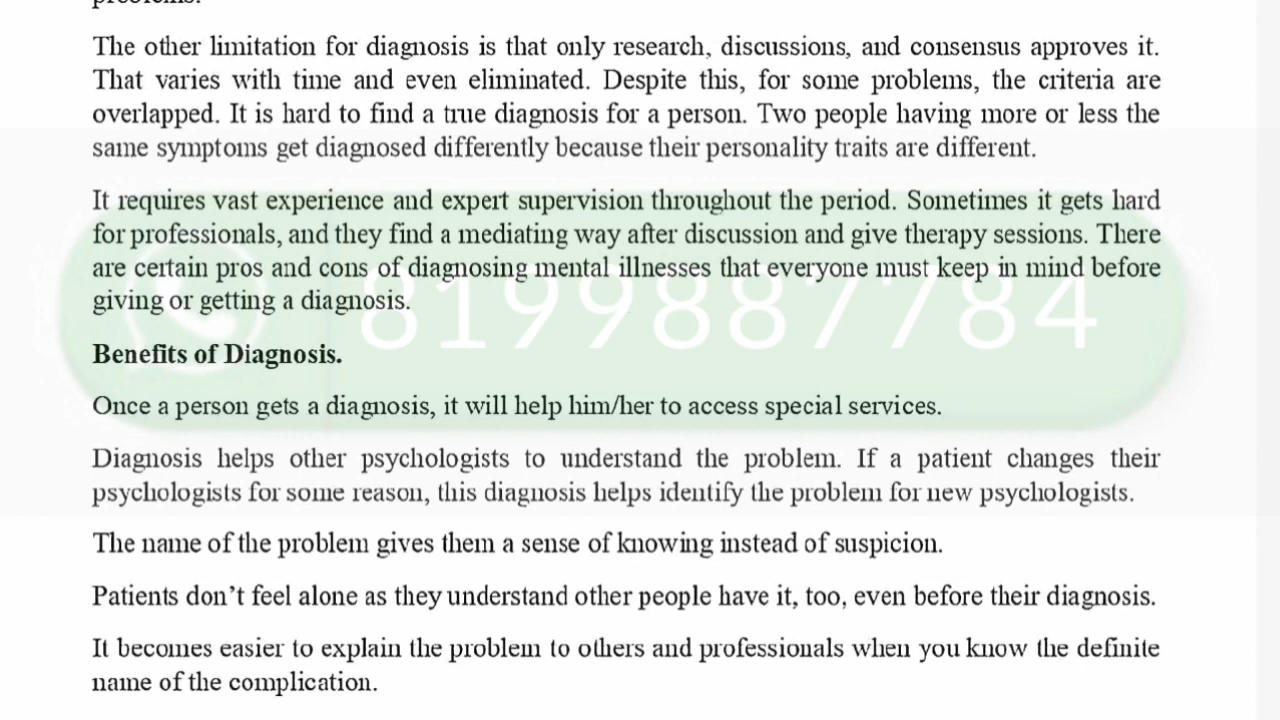 problems.
The other limitation for diagnosis is that only research, discussions, and consensus approves it.
That varies with time and even eliminated. Despite this, for some problems, the criteria are
overlapped. It is hard to find a true diagnosis for a person. Two people having more or less the
same symptoms get diagnosed differently because their personality traits are different.
It requires vast experience and expert supervision throughout the period. Sometimes it gets hard
for professionals, and they find a mediating way after discussion and give therapy sessions. There
are certain pros and cons of diagnosing mental illnesses that everyone must keep in mind before
giving or getting a diagnosis.
8199887784
Benefits of Diagnosis.
Once a person gets a diagnosis, it will help him/her to access special services.
Diagnosis helps other psychologists to understand the problem. If a patient changes their
psychologists for some reason, this diagnosis helps identify the problem for new psychologists.
The name of the problem gives them a sense of knowing instead of suspicion.
Patients don’t feel alone as they understand other people have it, too, even before their diagnosis.
It becomes easier to explain the problem to others and professionals when you know the definite
name of the complication.